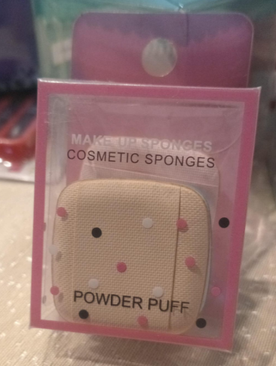 MAKE UP SPONGES
COSMETIC SPONGES
POWDER PUFF